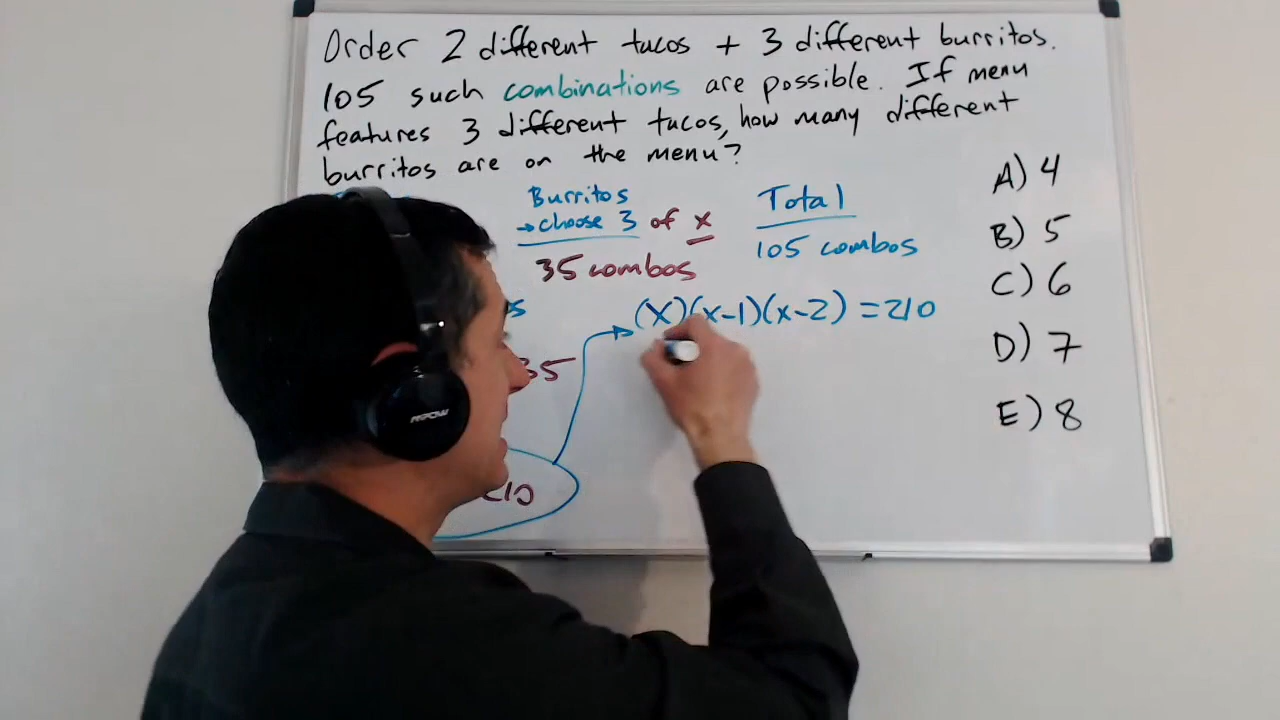 Order 2 different tacos + 3 different burritos.
105 such combinations are possible. If menu
features 3 different tacos, how many different
burritos are on the menu?
A) 4
B) 5
C) 6
D) 7
E) 8
Burritos
→choose 3 of x
35 combos
Total
105 combos
(x)(x-1)(x-2) = 210
35
MPOW